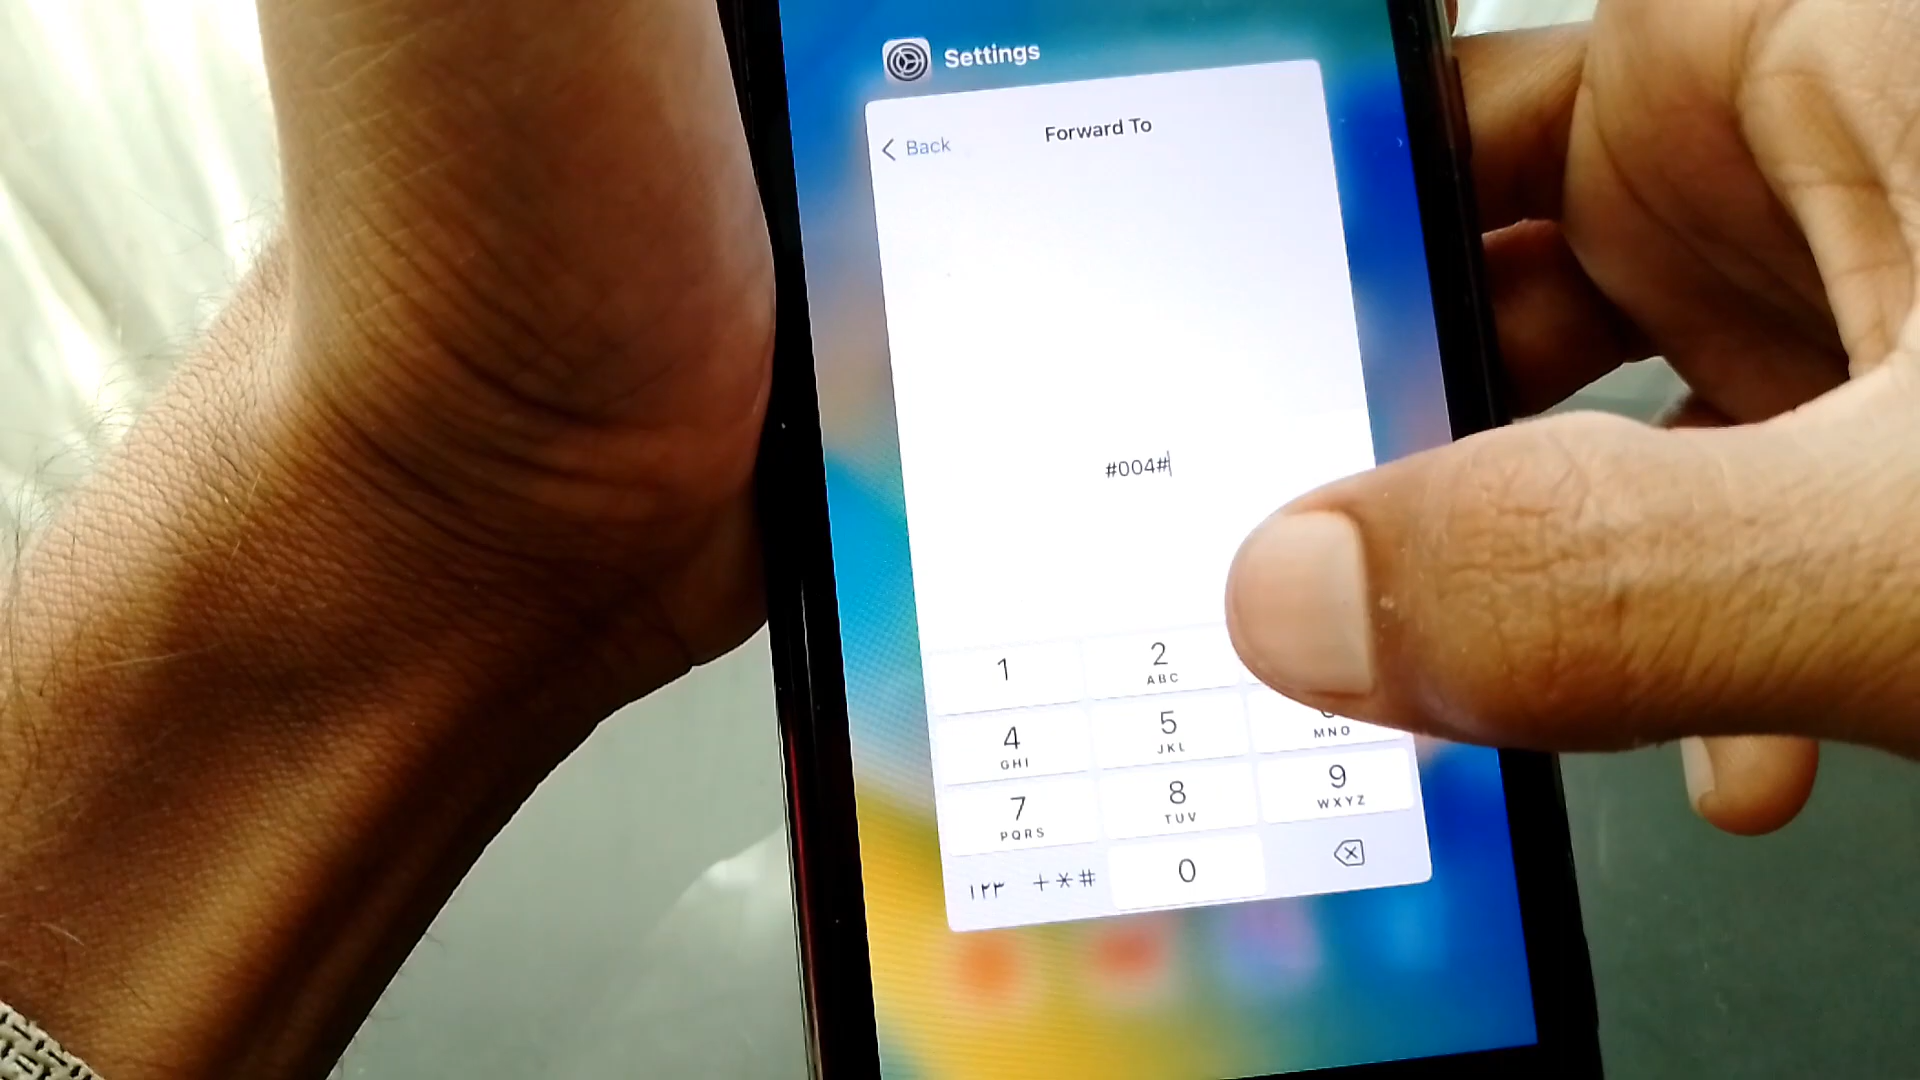 Settings
Back
Forward To
#004#
1
2
ABC
4
GHI
5
JKL
MNO
7
PQRS
8
TUV
9
WXYZ
١٢٣
+*#
0